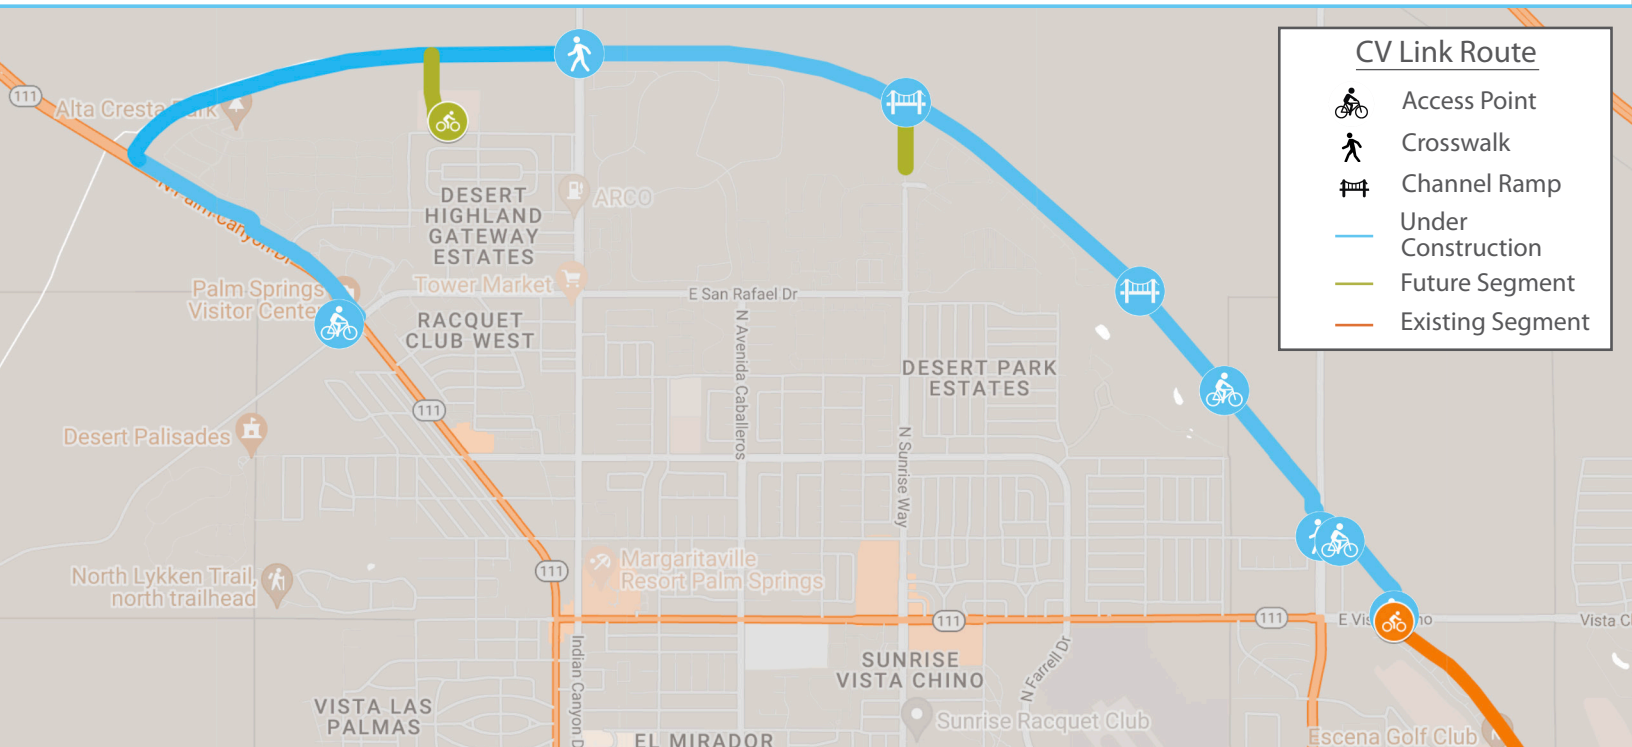 CV Link Route
Access Point
Crosswalk
Channel Ramp
Under
Construction
Future Segment
Existing Segment
111
Alta Cresta Park
N Palm Canyon Dr
DESERT
HIGHLAND
GATEWAY
ESTATES
ARCO
Tower Market
Palm Springs
Visitor Center
RACQUET
CLUB WEST
E San Rafael Dr
N Avenida Caballeros
DESERT PARK
ESTATES
N Sunrise Way
111
Desert Palisades
North Lykken Trail,
north trailhead
111
Margaritaville
Resort Palm Springs
111
111
Vista C
Indian Canyon D
SUNRISE
VISTA CHINO
N Farrell Dr
VISTA LAS
PALMAS
Sunrise Racquet Club
Escena Golf Club
EL MIRADOR